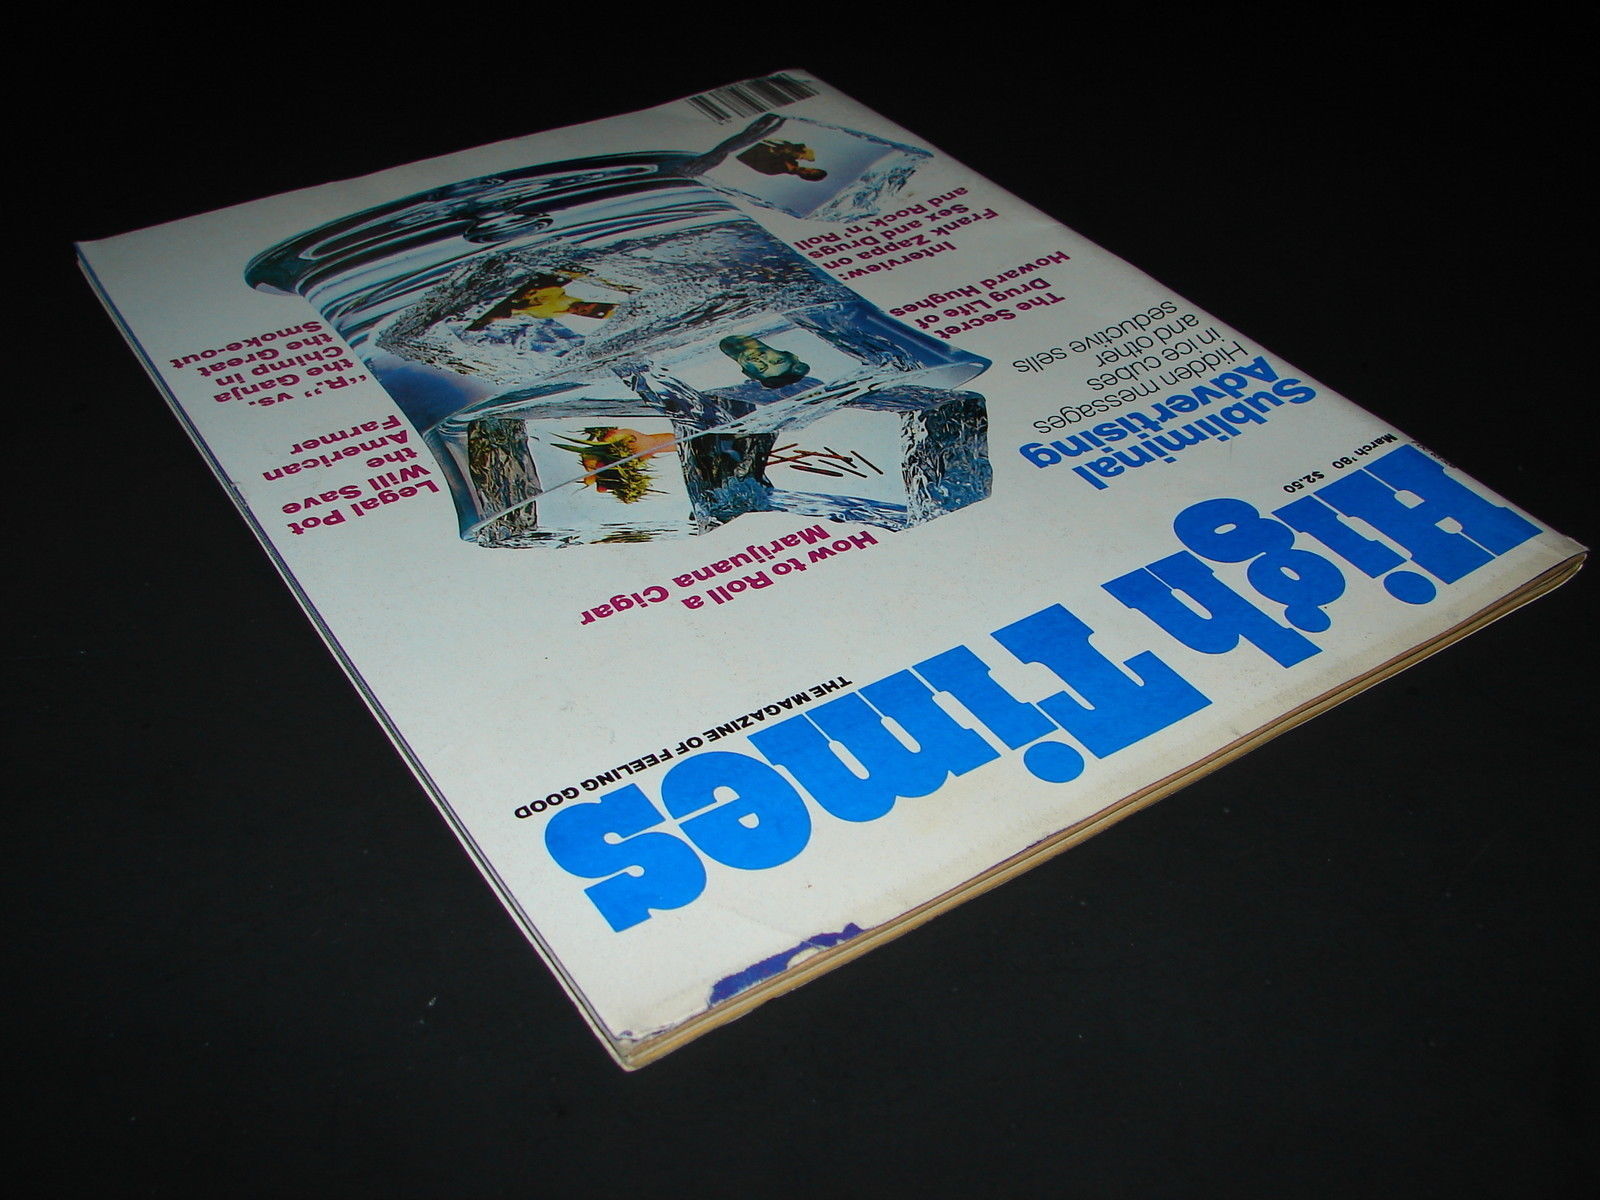 High Times
March '80 $2.50
THE MAGAZINE OF FEELING GOOD
Subliminal
Advertising
Hidden messages
in ice cubes
and other
seductive sells
The Secret
Drug Life of
Howard Hughes
Interview:
Frank Zappa on
Sex and Drugs
and Rock 'n' Roll
How to Roll a
Marijuana Cigar
Legal Pot
Will Save
the
American
Farmer
"R." vs.
the Ganja
Chimp in
the Great
Smoke-out